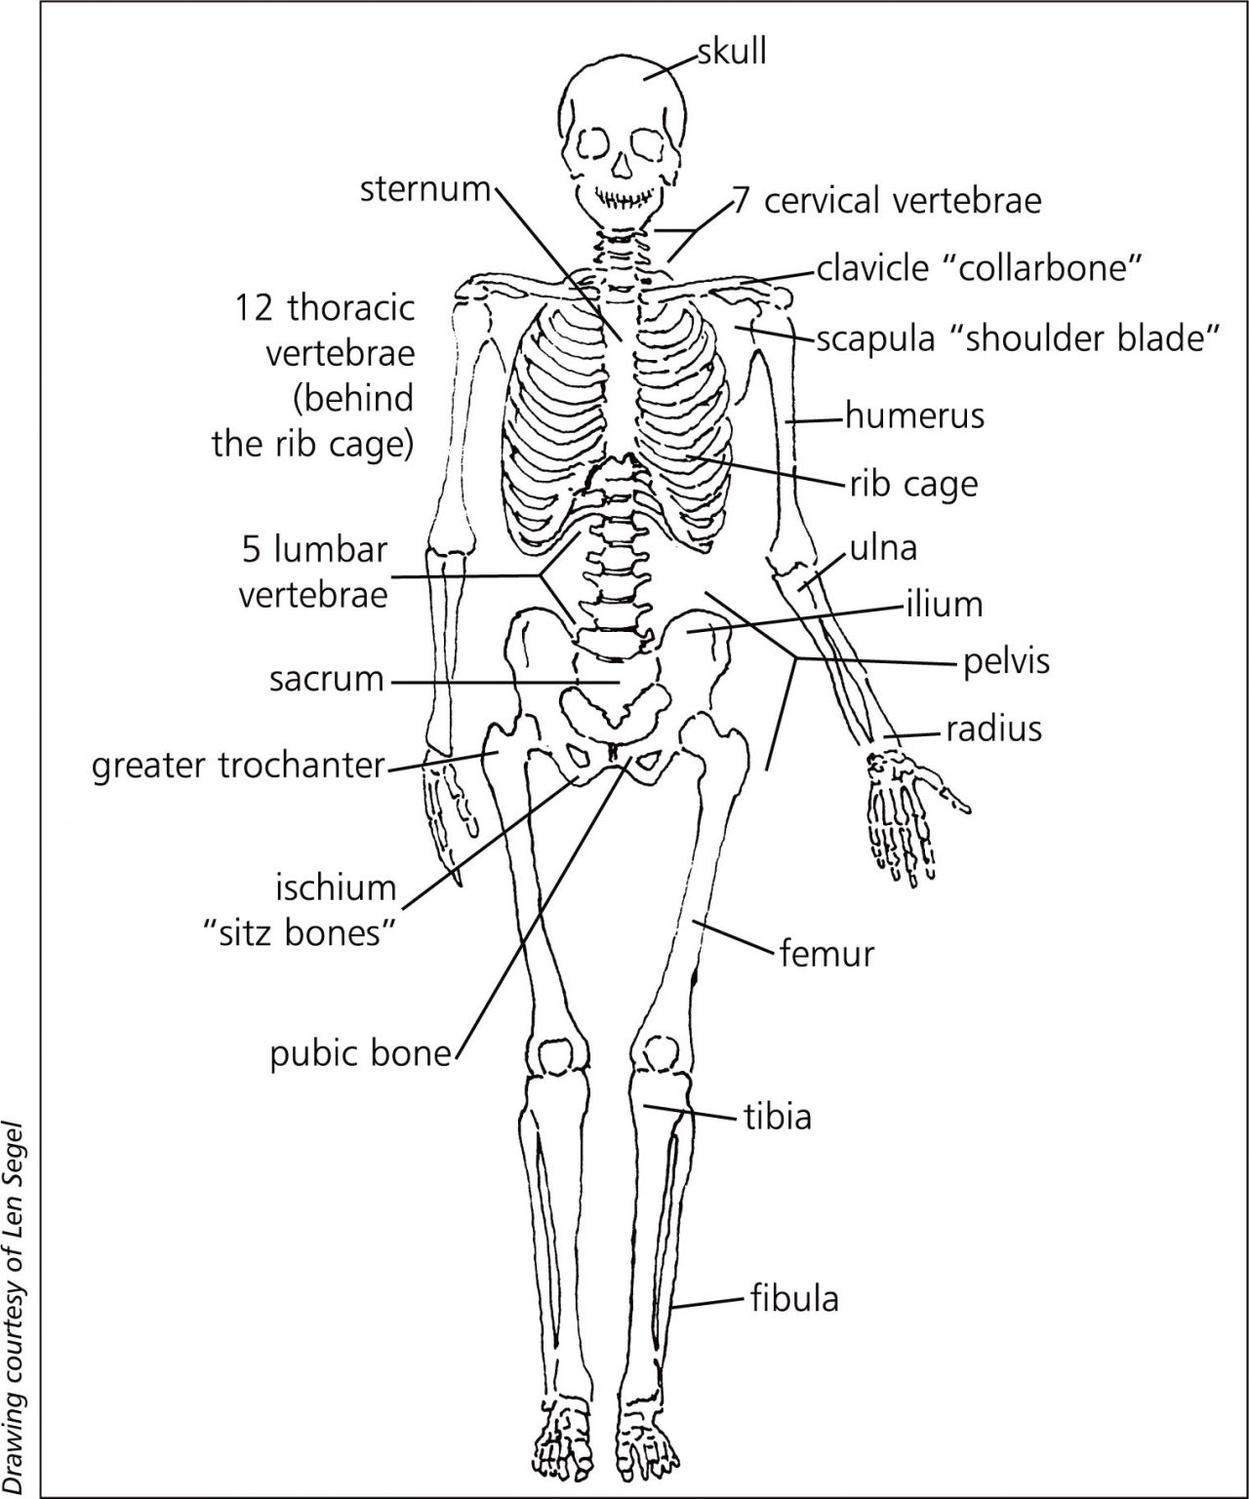 skull
sternum
7 cervical vertebrae
clavicle “collarbone”
12 thoracic
vertebrae
(behind
the rib cage)
scapula “shoulder blade”
humerus
rib cage
5 lumbar
vertebrae
ulna
ilium
pelvis
sacrum
radius
greater trochanter
ischium
“sitz bones”
femur
pubic bone
tibia
fibula
Drawing courtesy of Len Segel